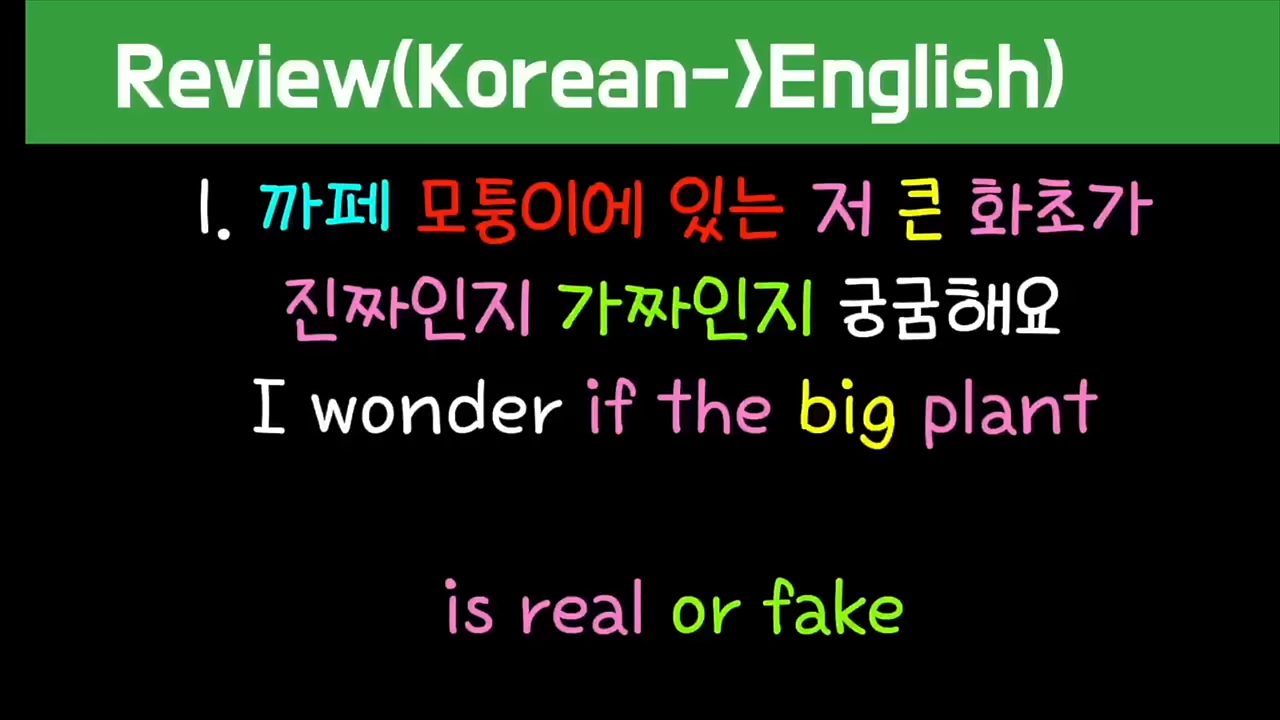 Review(Korean->English)
1. 까페 모퉁이에 있는 저 큰 화초가
진짜인지 가짜인지 궁굼해요
I wonder if the big plant
is real or fake